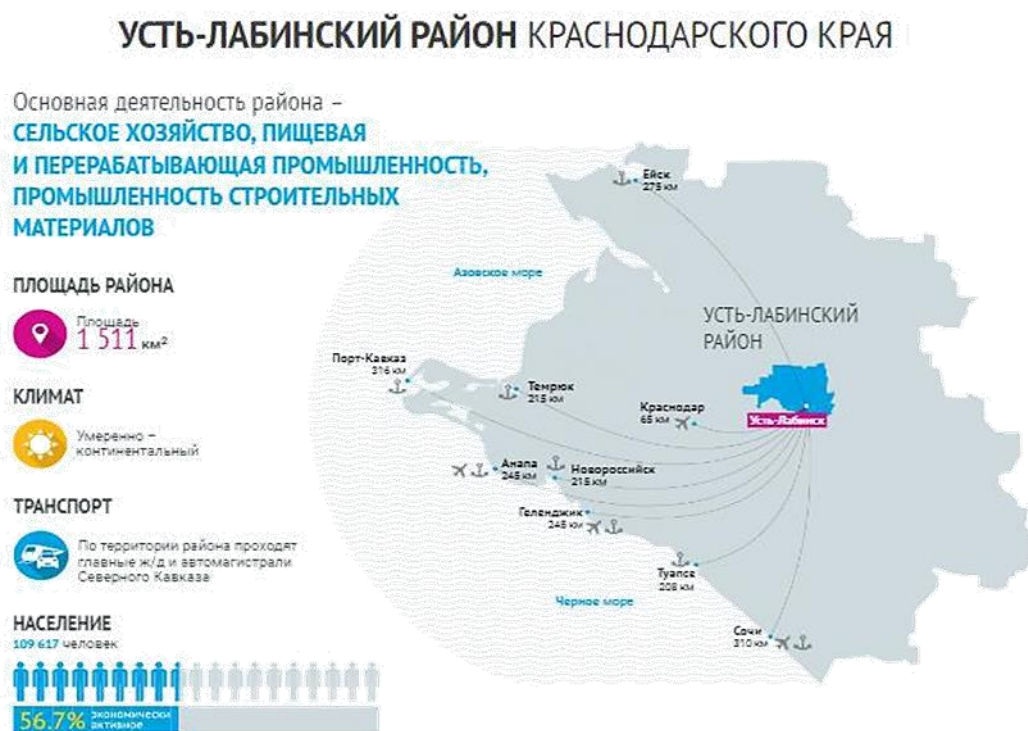 УСТЬ-ЛАБИНСКИЙ РАЙОН КРАСНОДАРСКОГО КРАЯ
Основная деятельность района –
СЕЛЬСКОЕ ХОЗЯЙСТВО, ПИЩЕВАЯ
И ПЕРЕРАБАТЫВАЮЩАЯ ПРОМЫШЛЕННОСТЬ,
ПРОМЫШЛЕННОСТЬ СТРОИТЕЛЬНЫХ
МАТЕРИАЛОВ
ПЛОЩАДЬ РАЙОНА
Площадь
1 511 км²
КЛИМАТ
Умеренно –
континентальный
ТРАНСПОРТ
По территории района проходят
главные ж/д и автомагистрали
Северного Кавказа
НАСЕЛЕНИЕ
109 617 человек
56.7% экономически
активное
Ейск
275 км
Азовское море
УСТЬ-ЛАБИНСКИЙ
РАЙОН
Порт-Кавказ
316 км
Темрюк
215 км
Краснодар
65 км
Усть-Лабинск
Анапа
245 км
Новороссийск
215 км
Геленджик
245 км
Туапсе
208 км
Черное море
Сочи
310 км